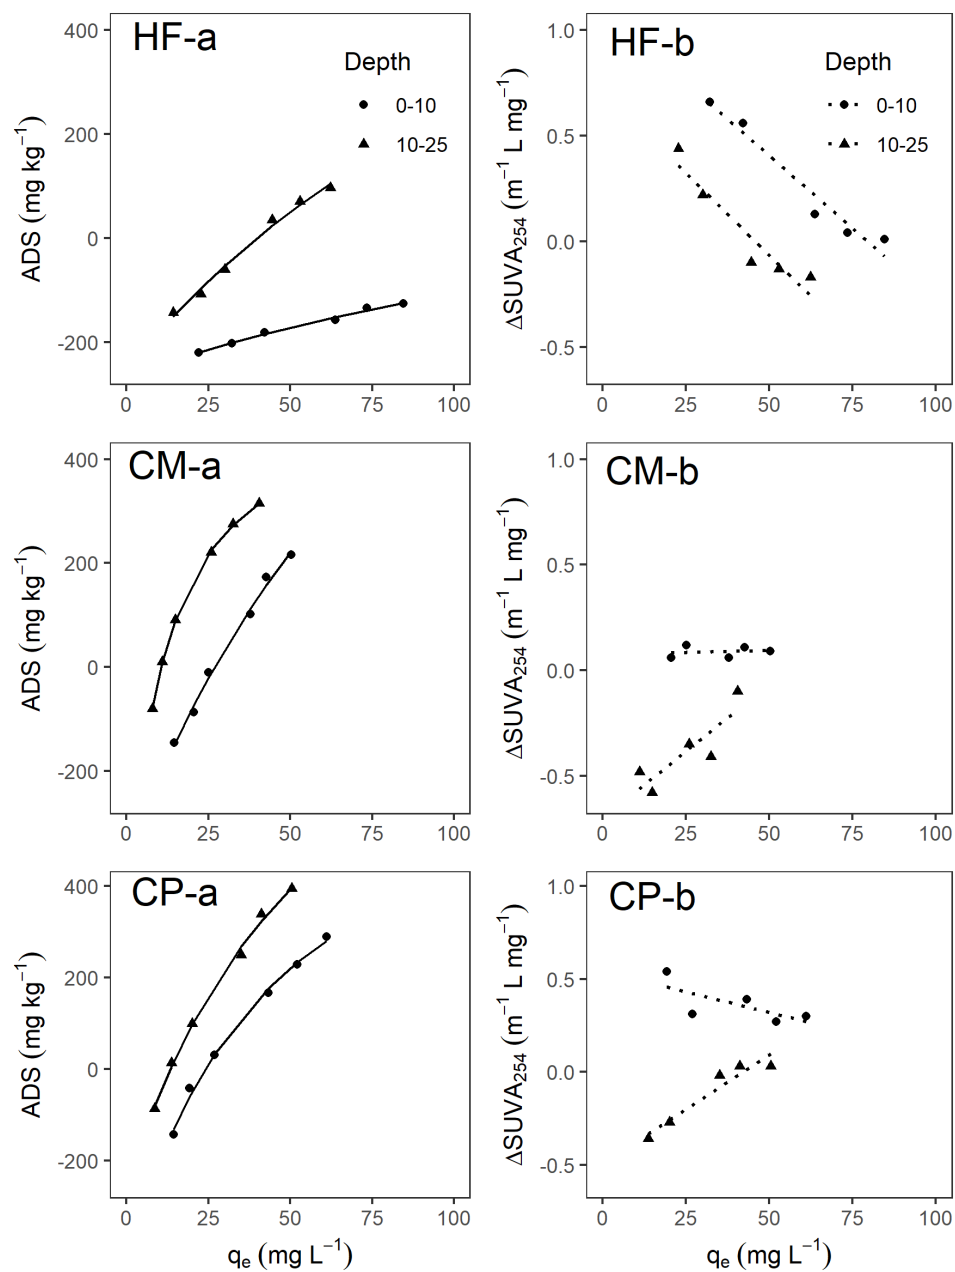 HF-a
Depth
0-10
10-25
ADS (mg kg⁻¹)
400
200
0
-200
0 25 50 75 100
HF-b
Depth
0-10
10-25
ΔSUVA₂₅₄ (m⁻¹ L mg⁻¹)
1.0
0.5
0.0
-0.5
0 25 50 75 100
CM-a
ADS (mg kg⁻¹)
400
200
0
-200
0 25 50 75 100
CM-b
ΔSUVA₂₅₄ (m⁻¹ L mg⁻¹)
1.0
0.5
0.0
-0.5
0 25 50 75 100
CP-a
ADS (mg kg⁻¹)
400
200
0
-200
0 25 50 75 100
qₑ (mg L⁻¹)
CP-b
ΔSUVA₂₅₄ (m⁻¹ L mg⁻¹)
1.0
0.5
0.0
-0.5
0 25 50 75 100
qₑ (mg L⁻¹)